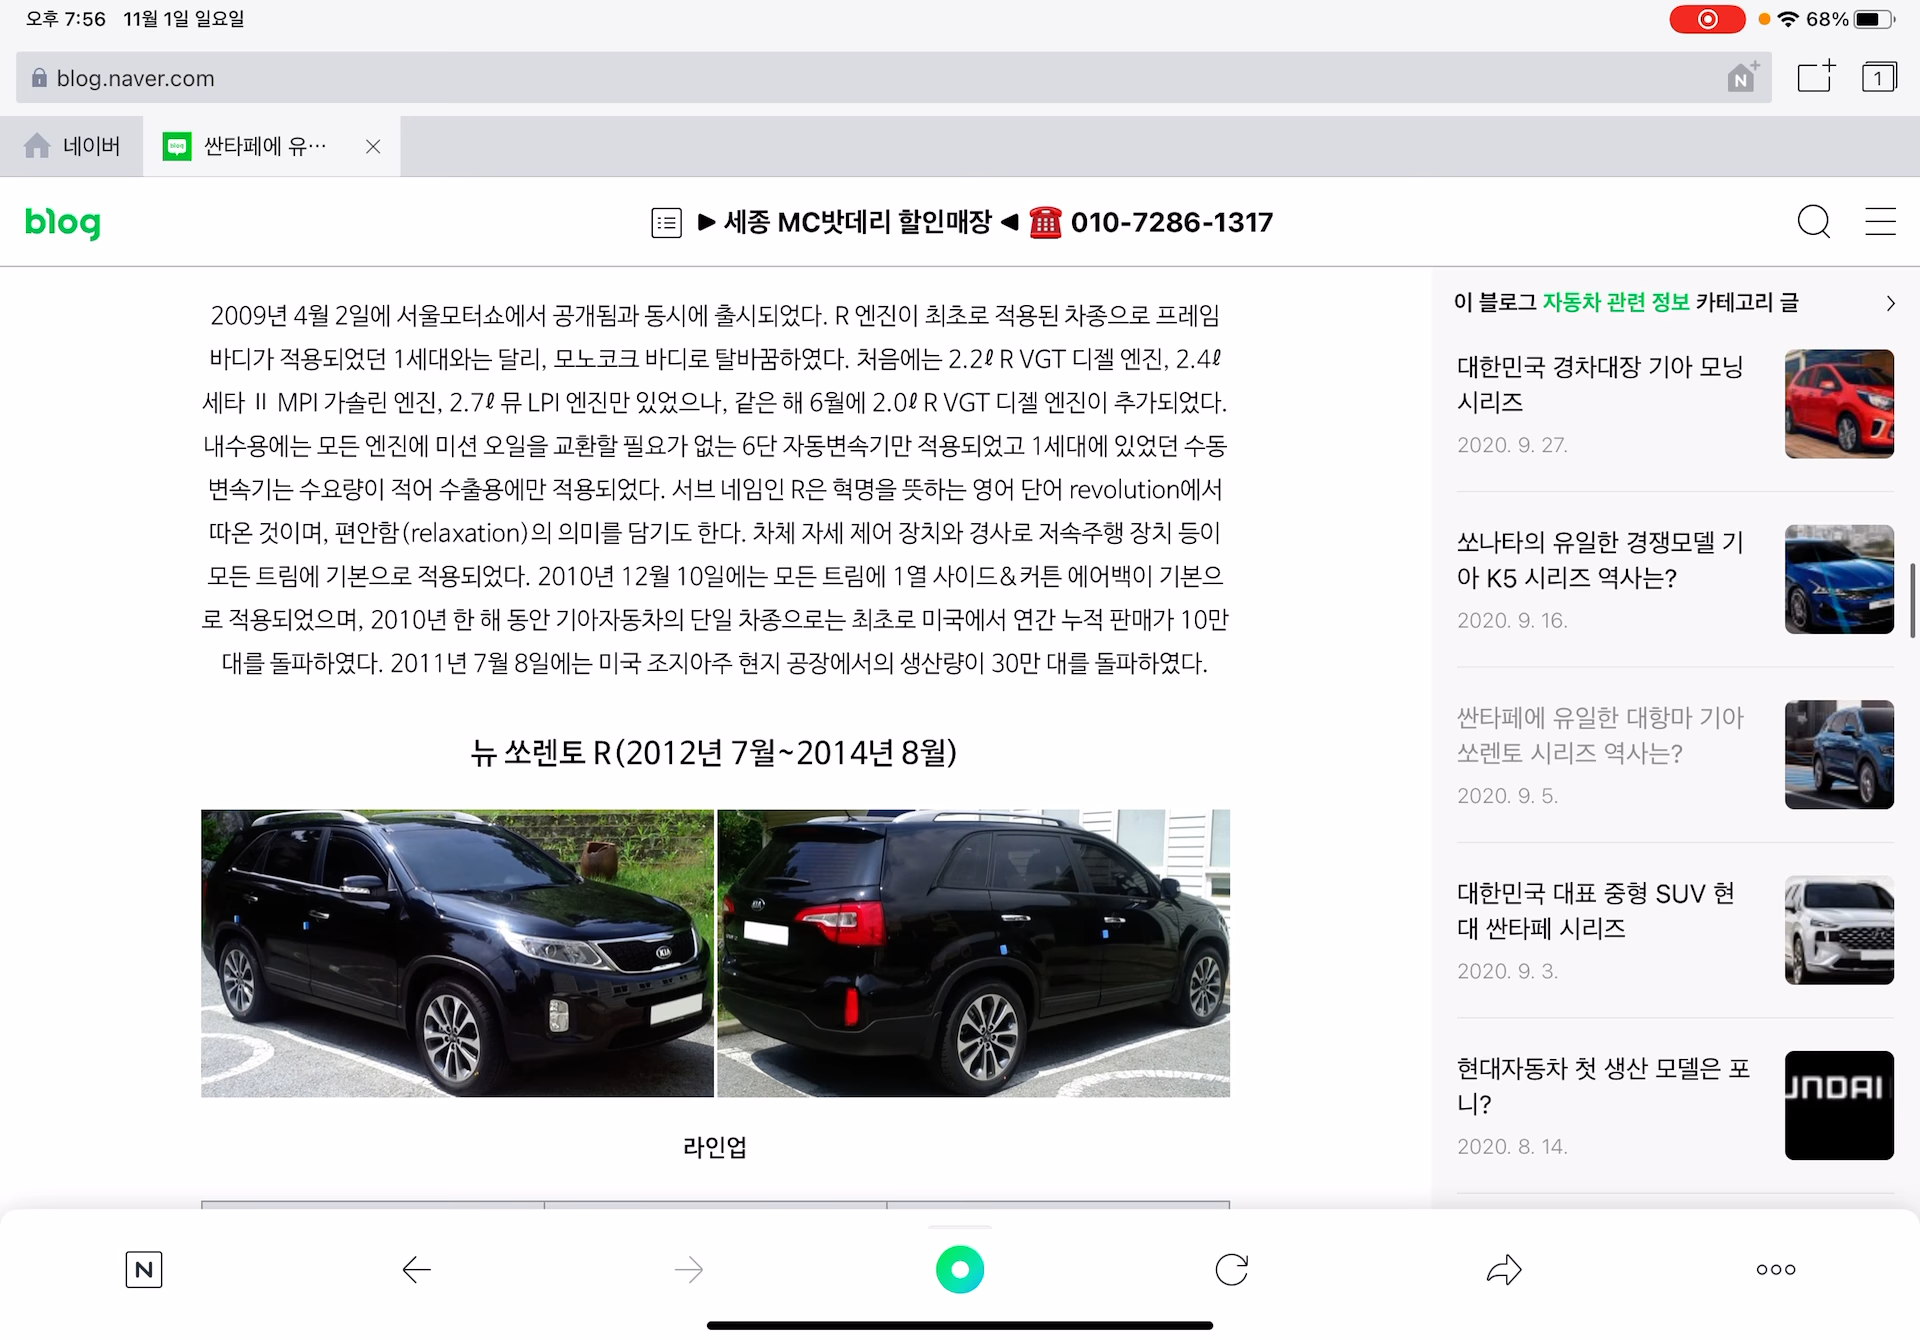 오후 7:56 11월 1일 일요일
68%
blog.naver.com
N
1
네이버
blog
싼타페에 유…
blog
▶ 세종 MC밧데리 할인매장 ◀ ☎ 010-7286-1317
2009년 4월 2일에 서울모터쇼에서 공개됨과 동시에 출시되었다. R 엔진이 최초로 적용된 차종으로 프레임
바디가 적용되었던 1세대와는 달리, 모노코크 바디로 탈바꿈하였다. 처음에는 2.2ℓ R VGT 디젤 엔진, 2.4ℓ
세타 Ⅱ MPI 가솔린 엔진, 2.7ℓ 뮤 LPI 엔진만 있었으나, 같은 해 6월에 2.0ℓ R VGT 디젤 엔진이 추가되었다.
내수용에는 모든 엔진에 미션 오일을 교환할 필요가 없는 6단 자동변속기만 적용되었고 1세대에 있었던 수동
변속기는 수요량이 적어 수출용에만 적용되었다. 서브 네임인 R은 혁명을 뜻하는 영어 단어 revolution에서
따온 것이며, 편안함(relaxation)의 의미를 담기도 한다. 차체 자세 제어 장치와 경사로 저속주행 장치 등이
모든 트림에 기본으로 적용되었다. 2010년 12월 10일에는 모든 트림에 1열 사이드&커튼 에어백이 기본으
로 적용되었으며, 2010년 한 해 동안 기아자동차의 단일 차종으로는 최초로 미국에서 연간 누적 판매가 10만
대를 돌파하였다. 2011년 7월 8일에는 미국 조지아주 현지 공장에서의 생산량이 30만 대를 돌파하였다.
뉴 쏘렌토 R(2012년 7월~2014년 8월)
KIA
KIA
라인업
이 블로그 자동차 관련 정보 카테고리 글
대한민국 경차대장 기아 모닝
시리즈
2020. 9. 27.
쏘나타의 유일한 경쟁모델 기
아 K5 시리즈 역사는?
2020. 9. 16.
싼타페에 유일한 대항마 기아
쏘렌토 시리즈 역사는?
2020. 9. 5.
대한민국 대표 중형 SUV 현
대 싼타페 시리즈
2020. 9. 3.
현대자동차 첫 생산 모델은 포
니?
2020. 8. 14.
UNDAI
N